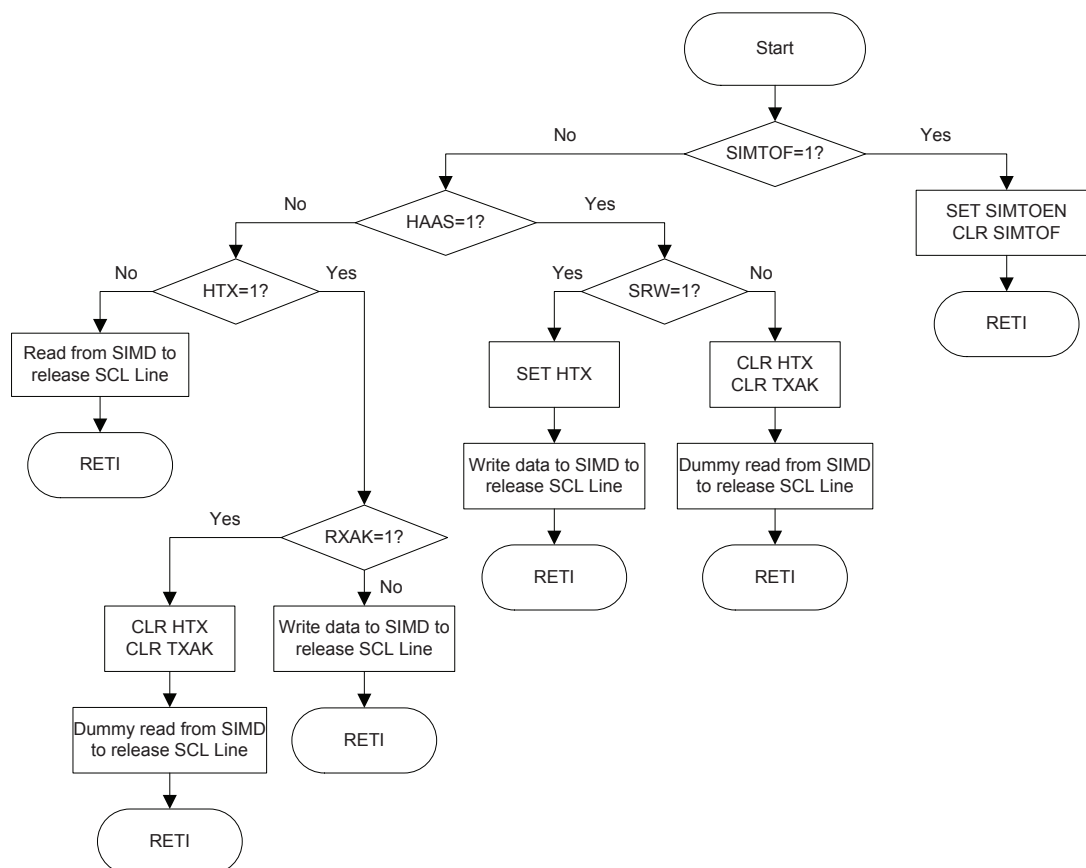 Start
No
SIMTOF=1?
Yes
No
HAAS=1?
Yes
SET SIMTOEN
CLR SIMTOF
No
HTX=1?
Yes
Yes
SRW=1?
No
RETI
Read from SIMD to
release SCL Line
SET HTX
CLR HTX
CLR TXAK
RETI
Write data to SIMD to
release SCL Line
Dummy read from SIMD
to release SCL Line
Yes
RXAK=1?
No
RETI
RETI
CLR HTX
CLR TXAK
Write data to SIMD to
release SCL Line
Dummy read from SIMD
to release SCL Line
RETI
RETI